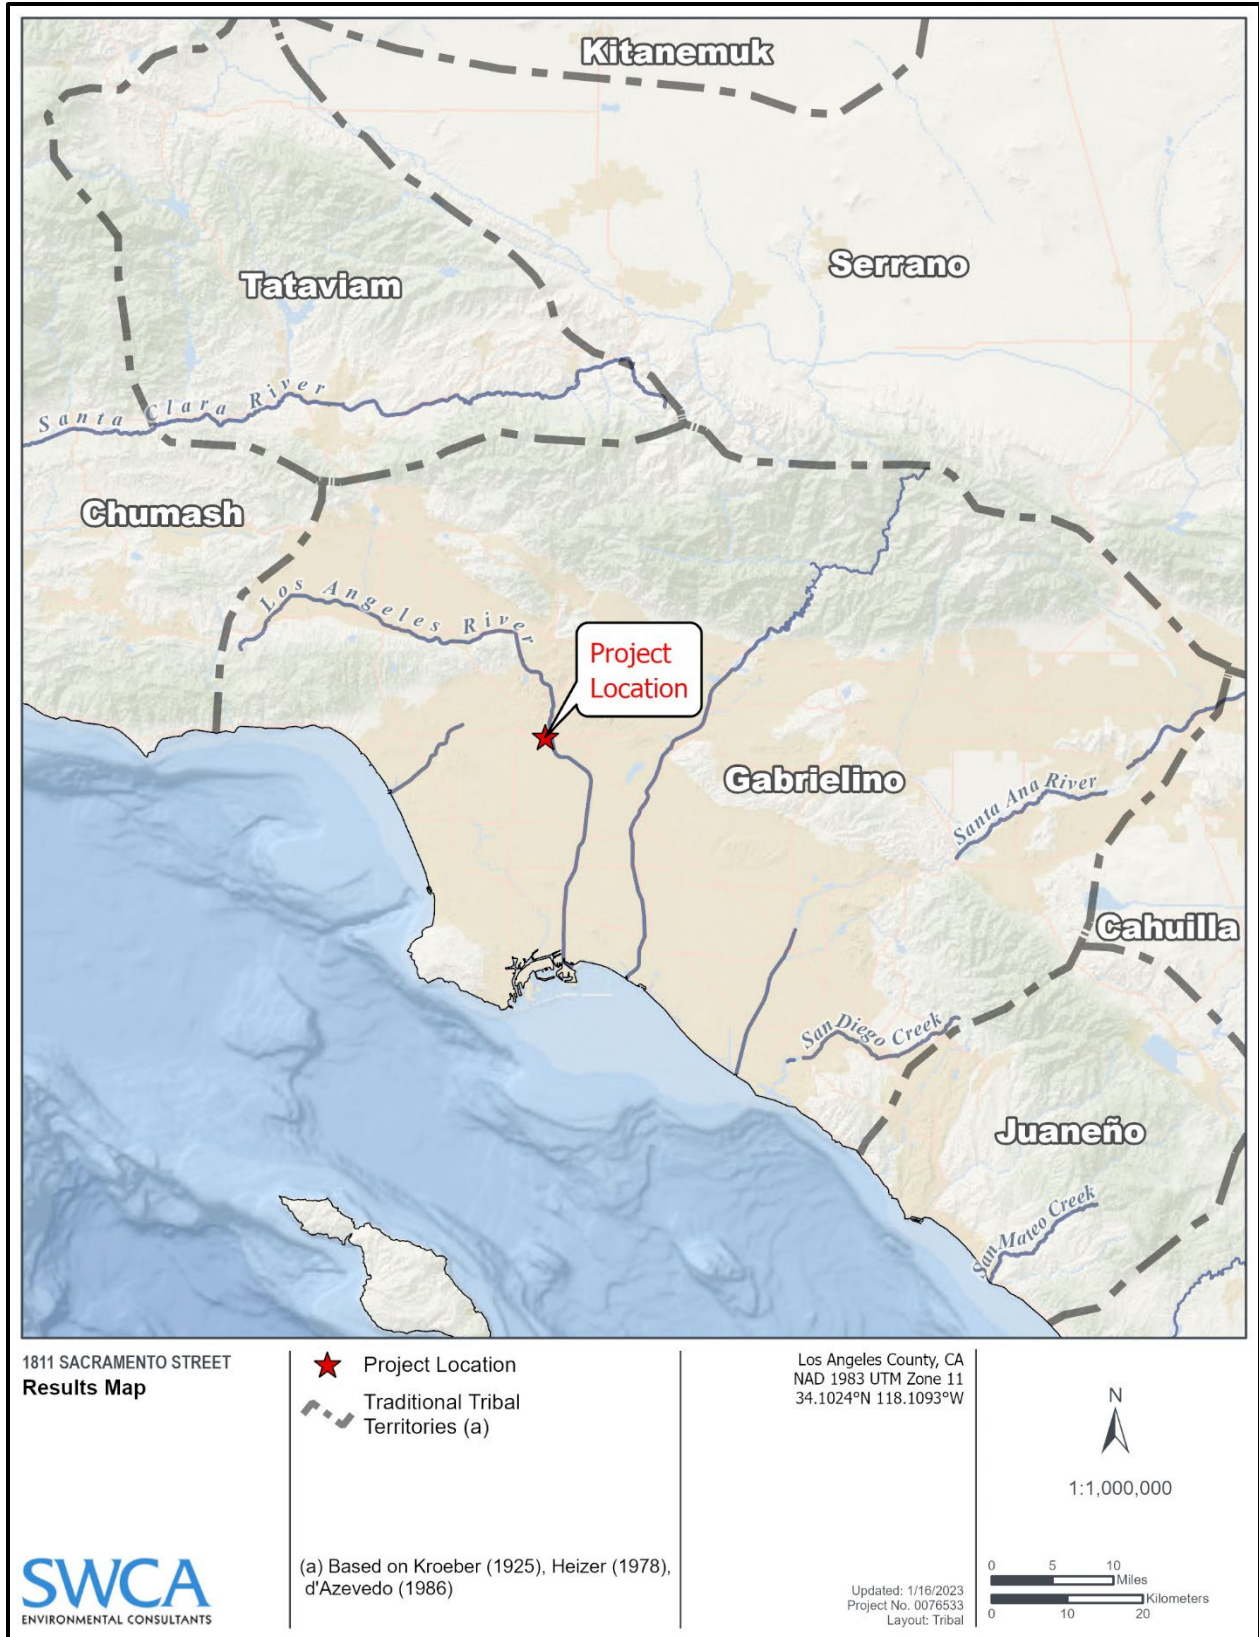 Kitanemuk
Serrano
Tataviam
Santa Clara River
Chumash
Los Angeles River
Project
Location
Gabrielino
Santa Ana River
Cahuilla
San Diego Creek
Juaneño
San Mateo Creek
1811 SACRAMENTO STREET
Results Map
Project Location
Traditional Tribal
Territories (a)
(a) Based on Kroeber (1925), Heizer (1978),
d'Azevedo (1986)
Los Angeles County, CA
NAD 1983 UTM Zone 11
34.1024°N 118.1093°W
Updated: 1/16/2023
Project No. 0076533
Layout: Tribal
N
1:1,000,000
0 5 10
Miles
Kilometers
0 10 20
SWCA
ENVIRONMENTAL CONSULTANTS